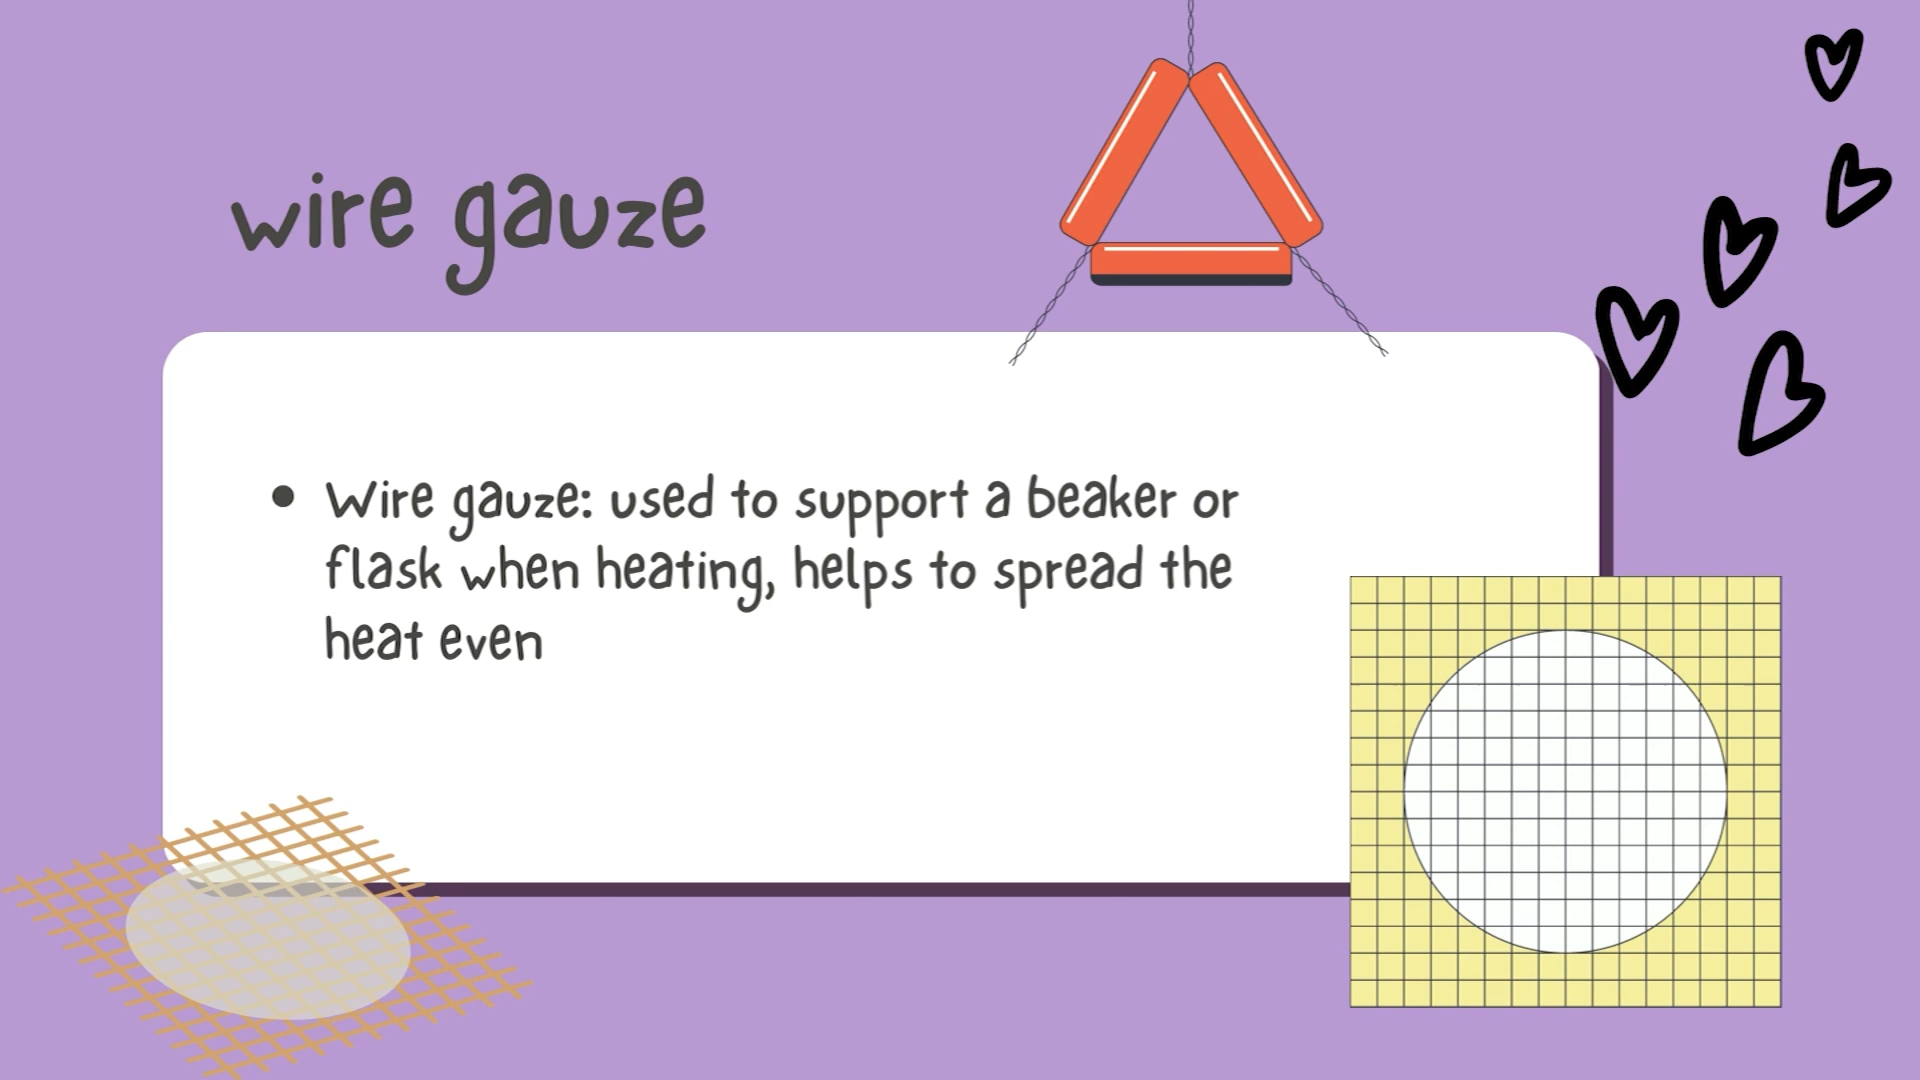 wire gauze
• Wire gauze: used to support a beaker or
flask when heating, helps to spread the
heat even